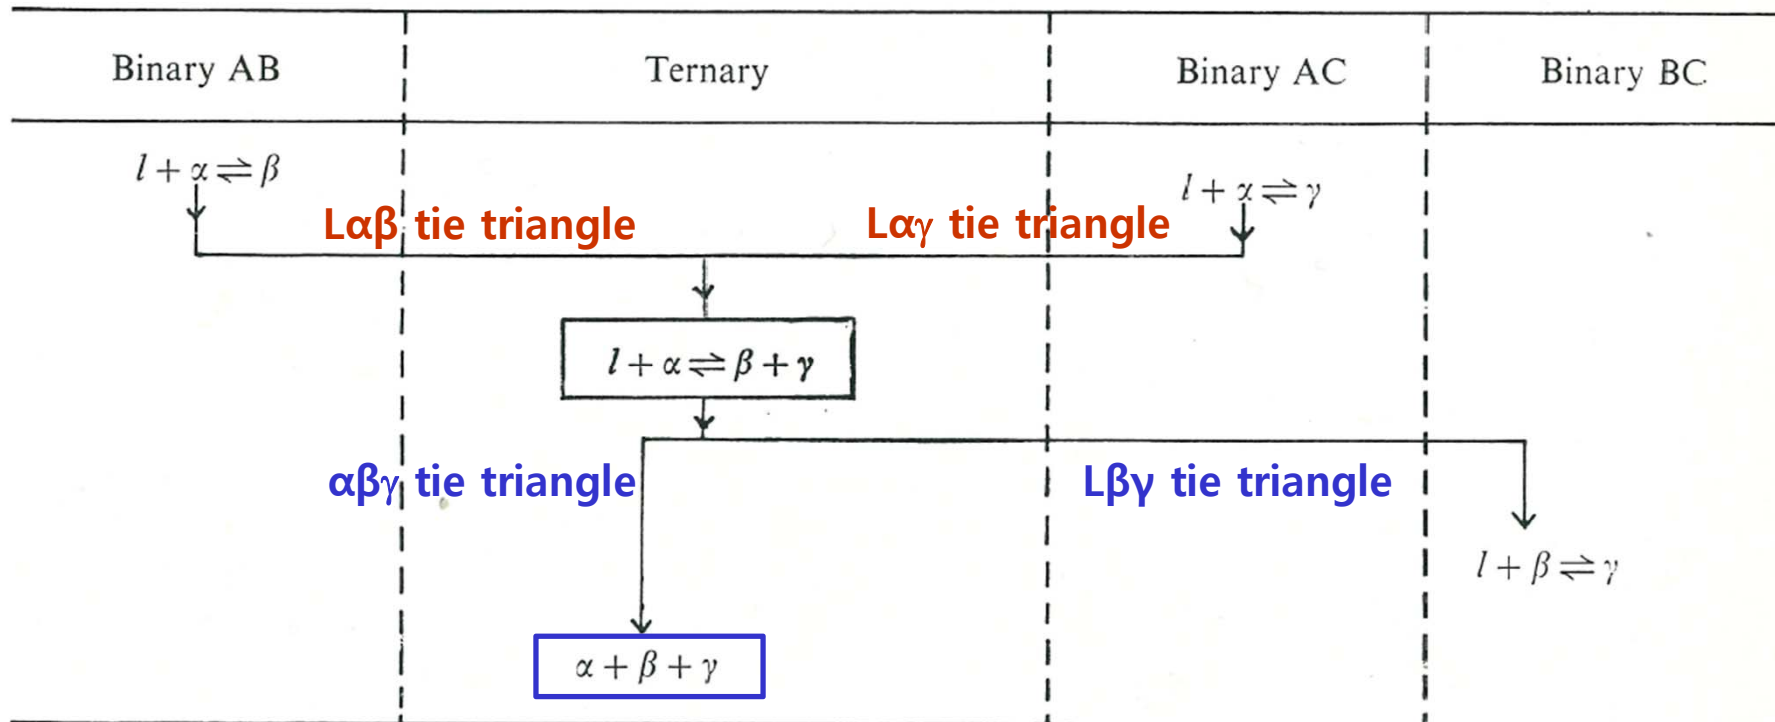 Binary AB Ternary Binary AC Binary BC
l + α ⇌ β
l + α ⇌ γ
Lαβ tie triangle Lαγ tie triangle
l + α ⇌ β + γ
αβγ tie triangle Lβγ tie triangle
l + β ⇌ γ
α + β + γ